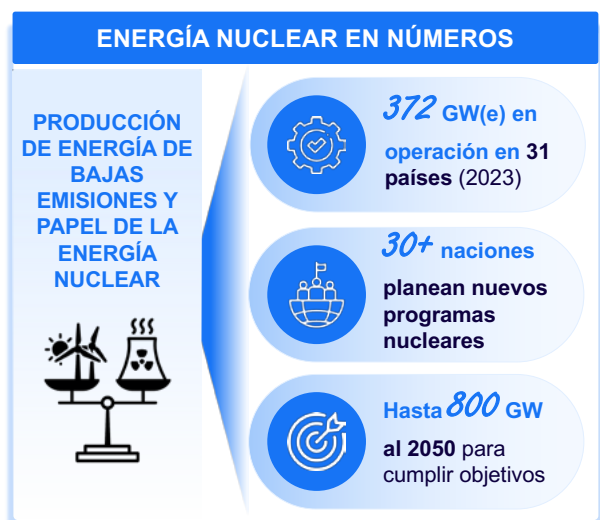 ENERGÍA NUCLEAR EN NÚMEROS
PRODUCCIÓN
DE ENERGÍA DE
BAJAS
EMISIONES Y
PAPEL DE LA
ENERGÍA
NUCLEAR
372 GW(e) en
operación en 31
países (2023)
30+ naciones
planean nuevos
programas
nucleares
Hasta 800 GW
al 2050 para
cumplir objetivos